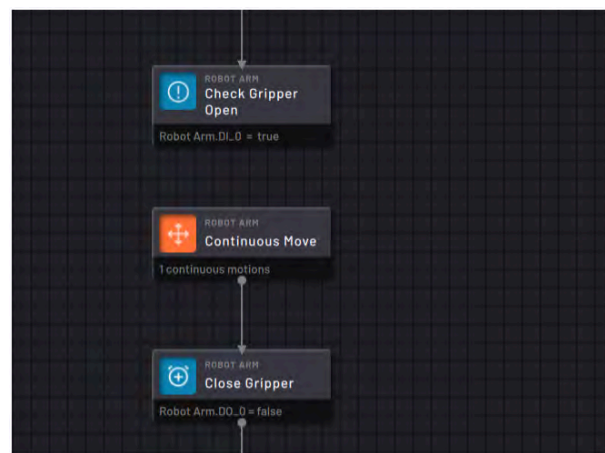 ROBOT ARM
Check Gripper
Open
Robot Arm.DI_0 = true
ROBOT ARM
Continuous Move
1 continuous motions
ROBOT ARM
Close Gripper
Robot Arm.DO_0 = false